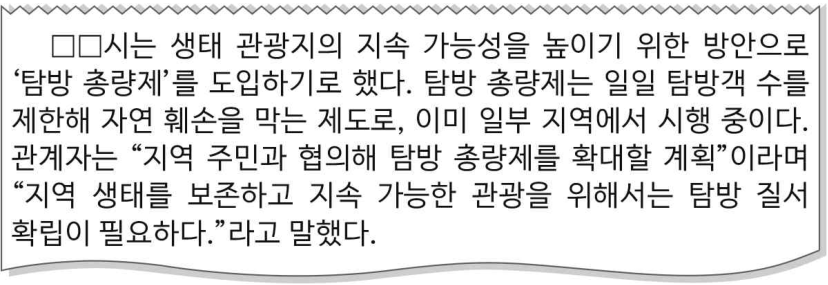 □□시는 생태 관광지의 지속 가능성을 높이기 위한 방안으로
‘탐방 총량제’를 도입하기로 했다. 탐방 총량제는 일일 탐방객 수를
제한해 자연 훼손을 막는 제도로, 이미 일부 지역에서 시행 중이다.
관계자는 “지역 주민과 협의해 탐방 총량제를 확대할 계획”이라며
“지역 생태를 보존하고 지속 가능한 관광을 위해서는 탐방 질서
확립이 필요하다.”라고 말했다.